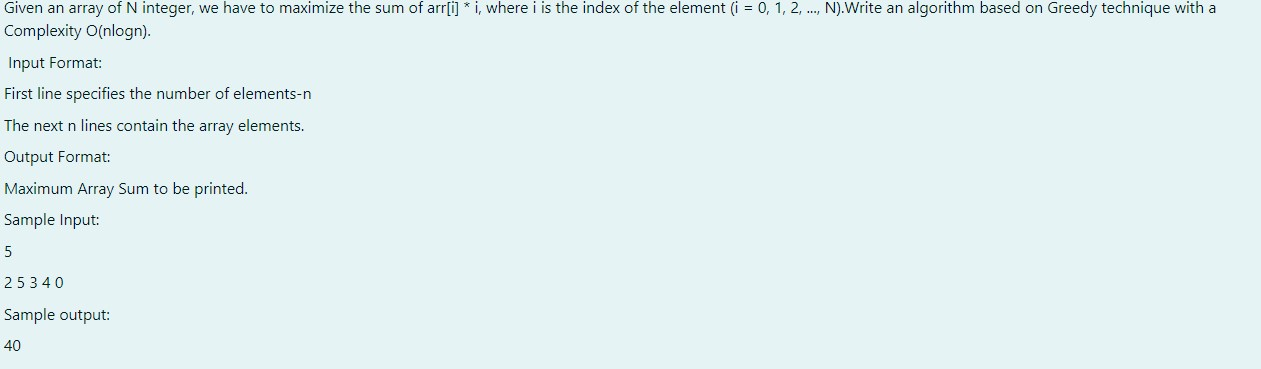 Given an array of N integer, we have to maximize the sum of arr[i] * i, where i is the index of the element (i = 0, 1, 2, ..., N).Write an algorithm based on Greedy technique with a
Complexity O(nlogn).
Input Format:
First line specifies the number of elements-n
The next n lines contain the array elements.
Output Format:
Maximum Array Sum to be printed.
Sample Input:
5
2 5 3 4 0
Sample output:
40